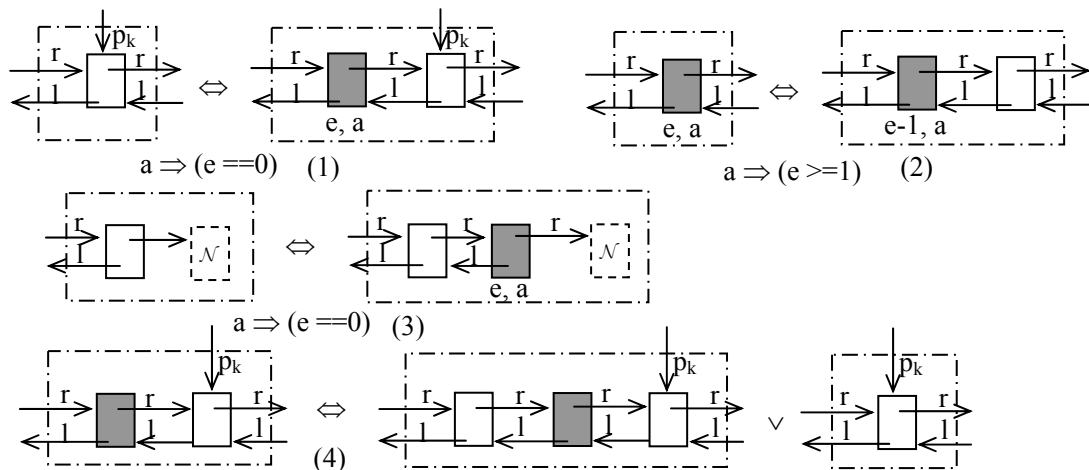 p_k p_k
r r r r r r r r r
l l ⇔ l l l l l ⇔ l l l
e, a e, a e-1, a
a ⇒ (e ==0) (1) a ⇒ (e >=1) (2)
r r r r
l 𝒩 ⇔ l l 𝒩
e, a
a ⇒ (e ==0) (3)
p_k p_k p_k
r r r r r r r r r
l l l ⇔ l l l l ∨ l l
(4)